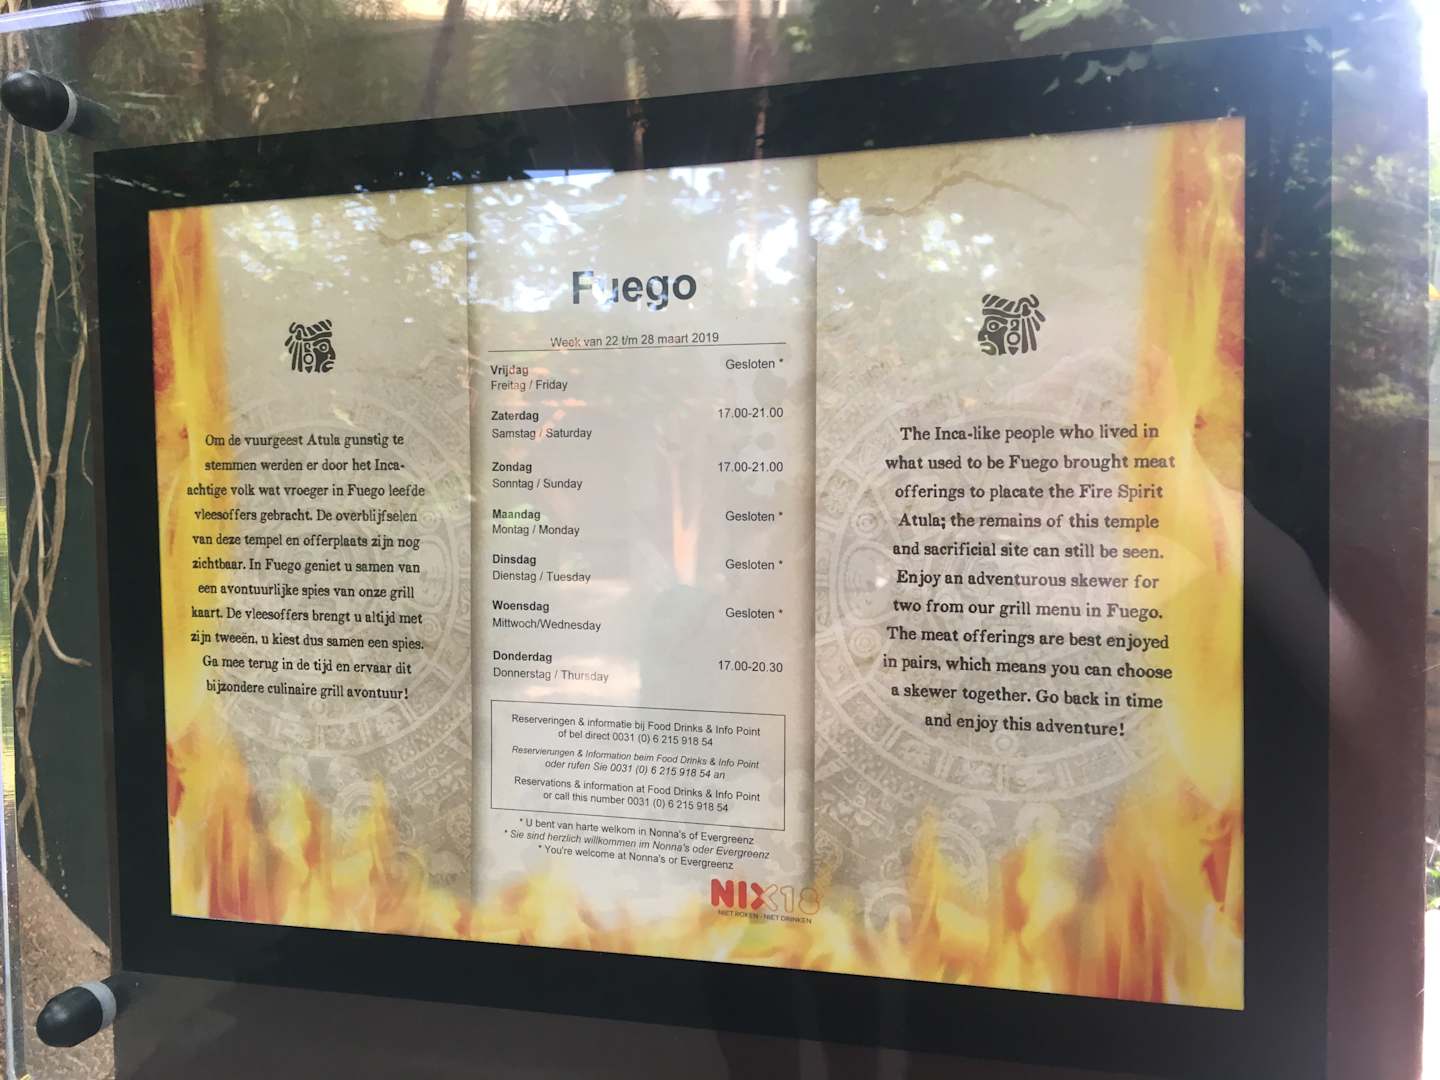 Om de vuurgeest Atula gunstig te
stemmen werden er door het Inca-
achtige volk wat vroeger in Fuego leefde
vleesoffers gebracht. De overblijfselen
van deze tempel en offerplaats zijn nog
zichtbaar. In Fuego geniet u samen van
een avontuurlijke spies van onze grill
kaart. De vleesoffers brengt u altijd met
zijn tweeën, u kiest dus samen een spies.
Ga mee terug in de tijd en ervaar dit
bijzondere culinaire grill avontuur!
Fuego
Week van 22 t/m 28 maart 2019
Vrijdag Gesloten *
Freitag / Friday
Zaterdag 17.00-21.00
Samstag / Saturday
Zondag 17.00-21.00
Sonntag / Sunday
Maandag Gesloten *
Montag / Monday
Dinsdag Gesloten *
Dienstag / Tuesday
Woensdag Gesloten *
Mittwoch/Wednesday
Donderdag 17.00-20.30
Donnerstag / Thursday
Reserveringen & informatie bij Food Drinks & Info Point
of bel direct 0031 (0) 6 215 918 54
Reservierungen & Information beim Food Drinks & Info Point
oder rufen Sie 0031 (0) 6 215 918 54 an
Reservations & information at Food Drinks & Info Point
or call this number 0031 (0) 6 215 918 54
* U bent van harte welkom in Nonna's of Evergreenz
* Sie sind herzlich willkommen im Nonna's oder Evergreenz
* You're welcome at Nonna's or Evergreenz
NIX18
NIET ROKEN - NIET DRINKEN
The Inca-like people who lived in
what used to be Fuego brought meat
offerings to placate the Fire Spirit
Atula; the remains of this temple
and sacrificial site can still be seen.
Enjoy an adventurous skewer for
two from our grill menu in Fuego.
The meat offerings are best enjoyed
in pairs, which means you can choose
a skewer together. Go back in time
and enjoy this adventure!